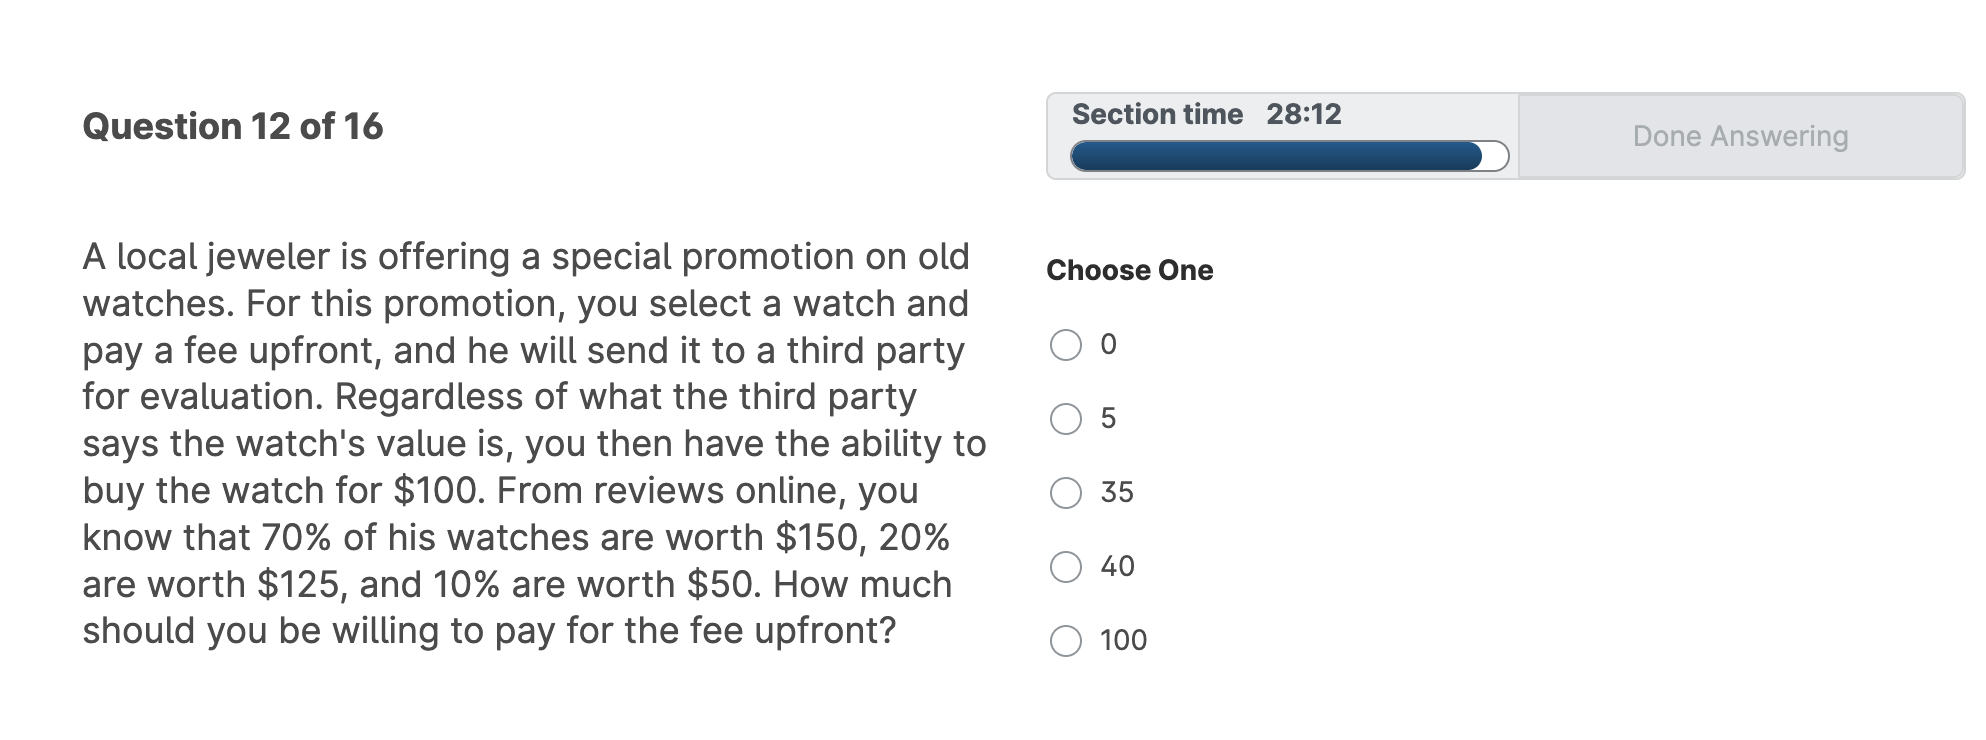 Question 12 of 16
Section time 28:12
Done Answering
A local jeweler is offering a special promotion on old
watches. For this promotion, you select a watch and
pay a fee upfront, and he will send it to a third party
for evaluation. Regardless of what the third party
says the watch's value is, you then have the ability to
buy the watch for $100. From reviews online, you
know that 70% of his watches are worth $150, 20%
are worth $125, and 10% are worth $50. How much
should you be willing to pay for the fee upfront?
Choose One
0
5
35
40
100